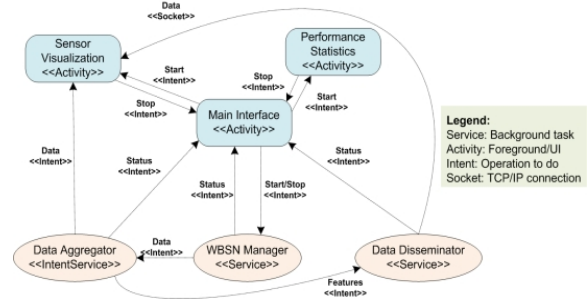 Data
<<Socket>>
Sensor
Visualization
<<Activity>>
Performance
Statistics
<<Activity>>
Start
<<Intent>>
Stop
<<Intent>>
Stop
<<Intent>>
Start
<<Intent>>
Main Interface
<<Activity>>
Legend:
Service: Background task
Activity: Foreground/UI
Intent: Operation to do
Socket: TCP/IP connection
Data
<<Intent>>
Status
<<Intent>>
Status
<<Intent>>
Start/Stop
<<Intent>>
Status
<<Intent>>
Data Aggregator
<<IntentService>>
Data
<<Intent>>
WBSN Manager
<<Service>>
Data Disseminator
<<Service>>
Features
<<Intent>>